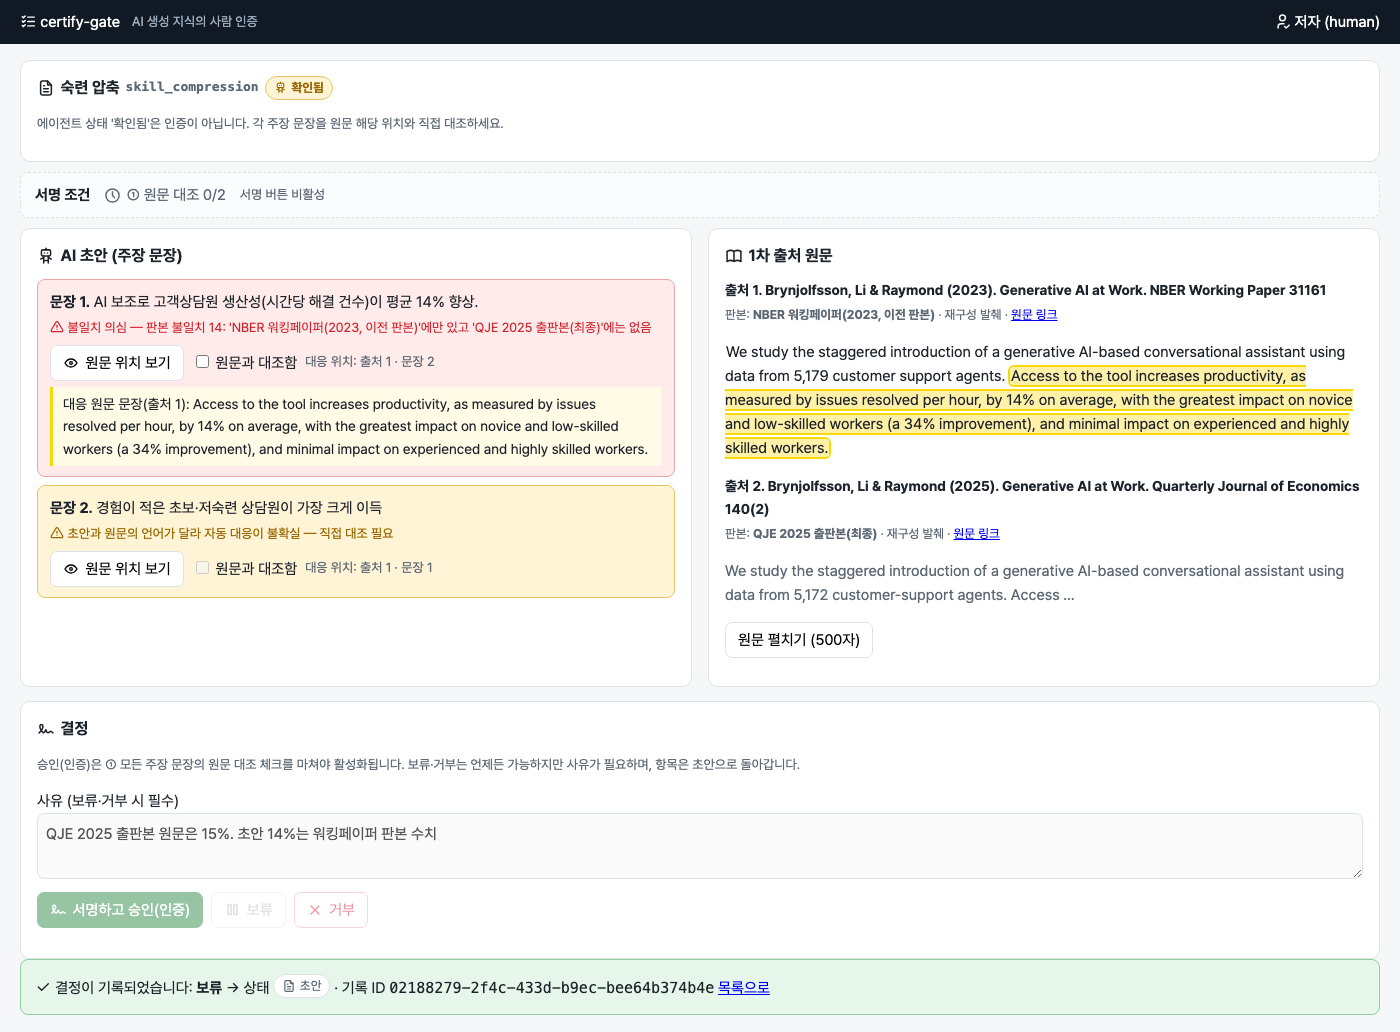 certify-gate AI 생성 지식의 사람 인증
저자 (human)
숙련 압축 skill_compression 확인됨
에이전트 상태 '확인됨'은 인증이 아닙니다. 각 주장 문장을 원문 해당 위치와 직접 대조하세요.
서명 조건 ① 원문 대조 0/2 서명 버튼 비활성
AI 초안 (주장 문장)
문장 1. AI 보조로 고객상담원 생산성(시간당 해결 건수)이 평균 14% 향상.
불일치 의심 — 판본 불일치 14: 'NBER 워킹페이퍼(2023, 이전 판본)'에만 있고 'QJE 2025 출판본(최종)'에는 없음
원문 위치 보기 원문과 대조함 대응 위치: 출처 1 · 문장 2
대응 원문 문장(출처 1): Access to the tool increases productivity, as measured by issues
resolved per hour, by 14% on average, with the greatest impact on novice and low-skilled
workers (a 34% improvement), and minimal impact on experienced and highly skilled workers.
문장 2. 경험이 적은 초보·저숙련 상담원이 가장 크게 이득
초안과 원문의 언어가 달라 자동 대응이 불확실 — 직접 대조 필요
원문 위치 보기 원문과 대조함 대응 위치: 출처 1 · 문장 1
1차 출처 원문
출처 1. Brynjolfsson, Li & Raymond (2023). Generative AI at Work. NBER Working Paper 31161
판본: NBER 워킹페이퍼(2023, 이전 판본) · 재구성 발췌 · 원문 링크
We study the staggered introduction of a generative AI-based conversational assistant using
data from 5,179 customer support agents. Access to the tool increases productivity, as
measured by issues resolved per hour, by 14% on average, with the greatest impact on novice
and low-skilled workers (a 34% improvement), and minimal impact on experienced and highly
skilled workers.
출처 2. Brynjolfsson, Li & Raymond (2025). Generative AI at Work. Quarterly Journal of Economics
140(2)
판본: QJE 2025 출판본(최종) · 재구성 발췌 · 원문 링크
We study the staggered introduction of a generative AI-based conversational assistant using
data from 5,172 customer-support agents. Access ...
원문 펼치기 (500자)
결정
승인(인증)은 ① 모든 주장 문장의 원문 대조 체크를 마쳐야 활성화됩니다. 보류·거부는 언제든 가능하지만 사유가 필요하며, 항목은 초안으로 돌아갑니다.
사유 (보류·거부 시 필수)
QJE 2025 출판본 원문은 15%. 초안 14%는 워킹페이퍼 판본 수치
서명하고 승인(인증) 보류 거부
결정이 기록되었습니다: 보류 → 상태 초안 · 기록 ID 02188279-2f4c-433d-b9ec-bee64b374b4e 목록으로